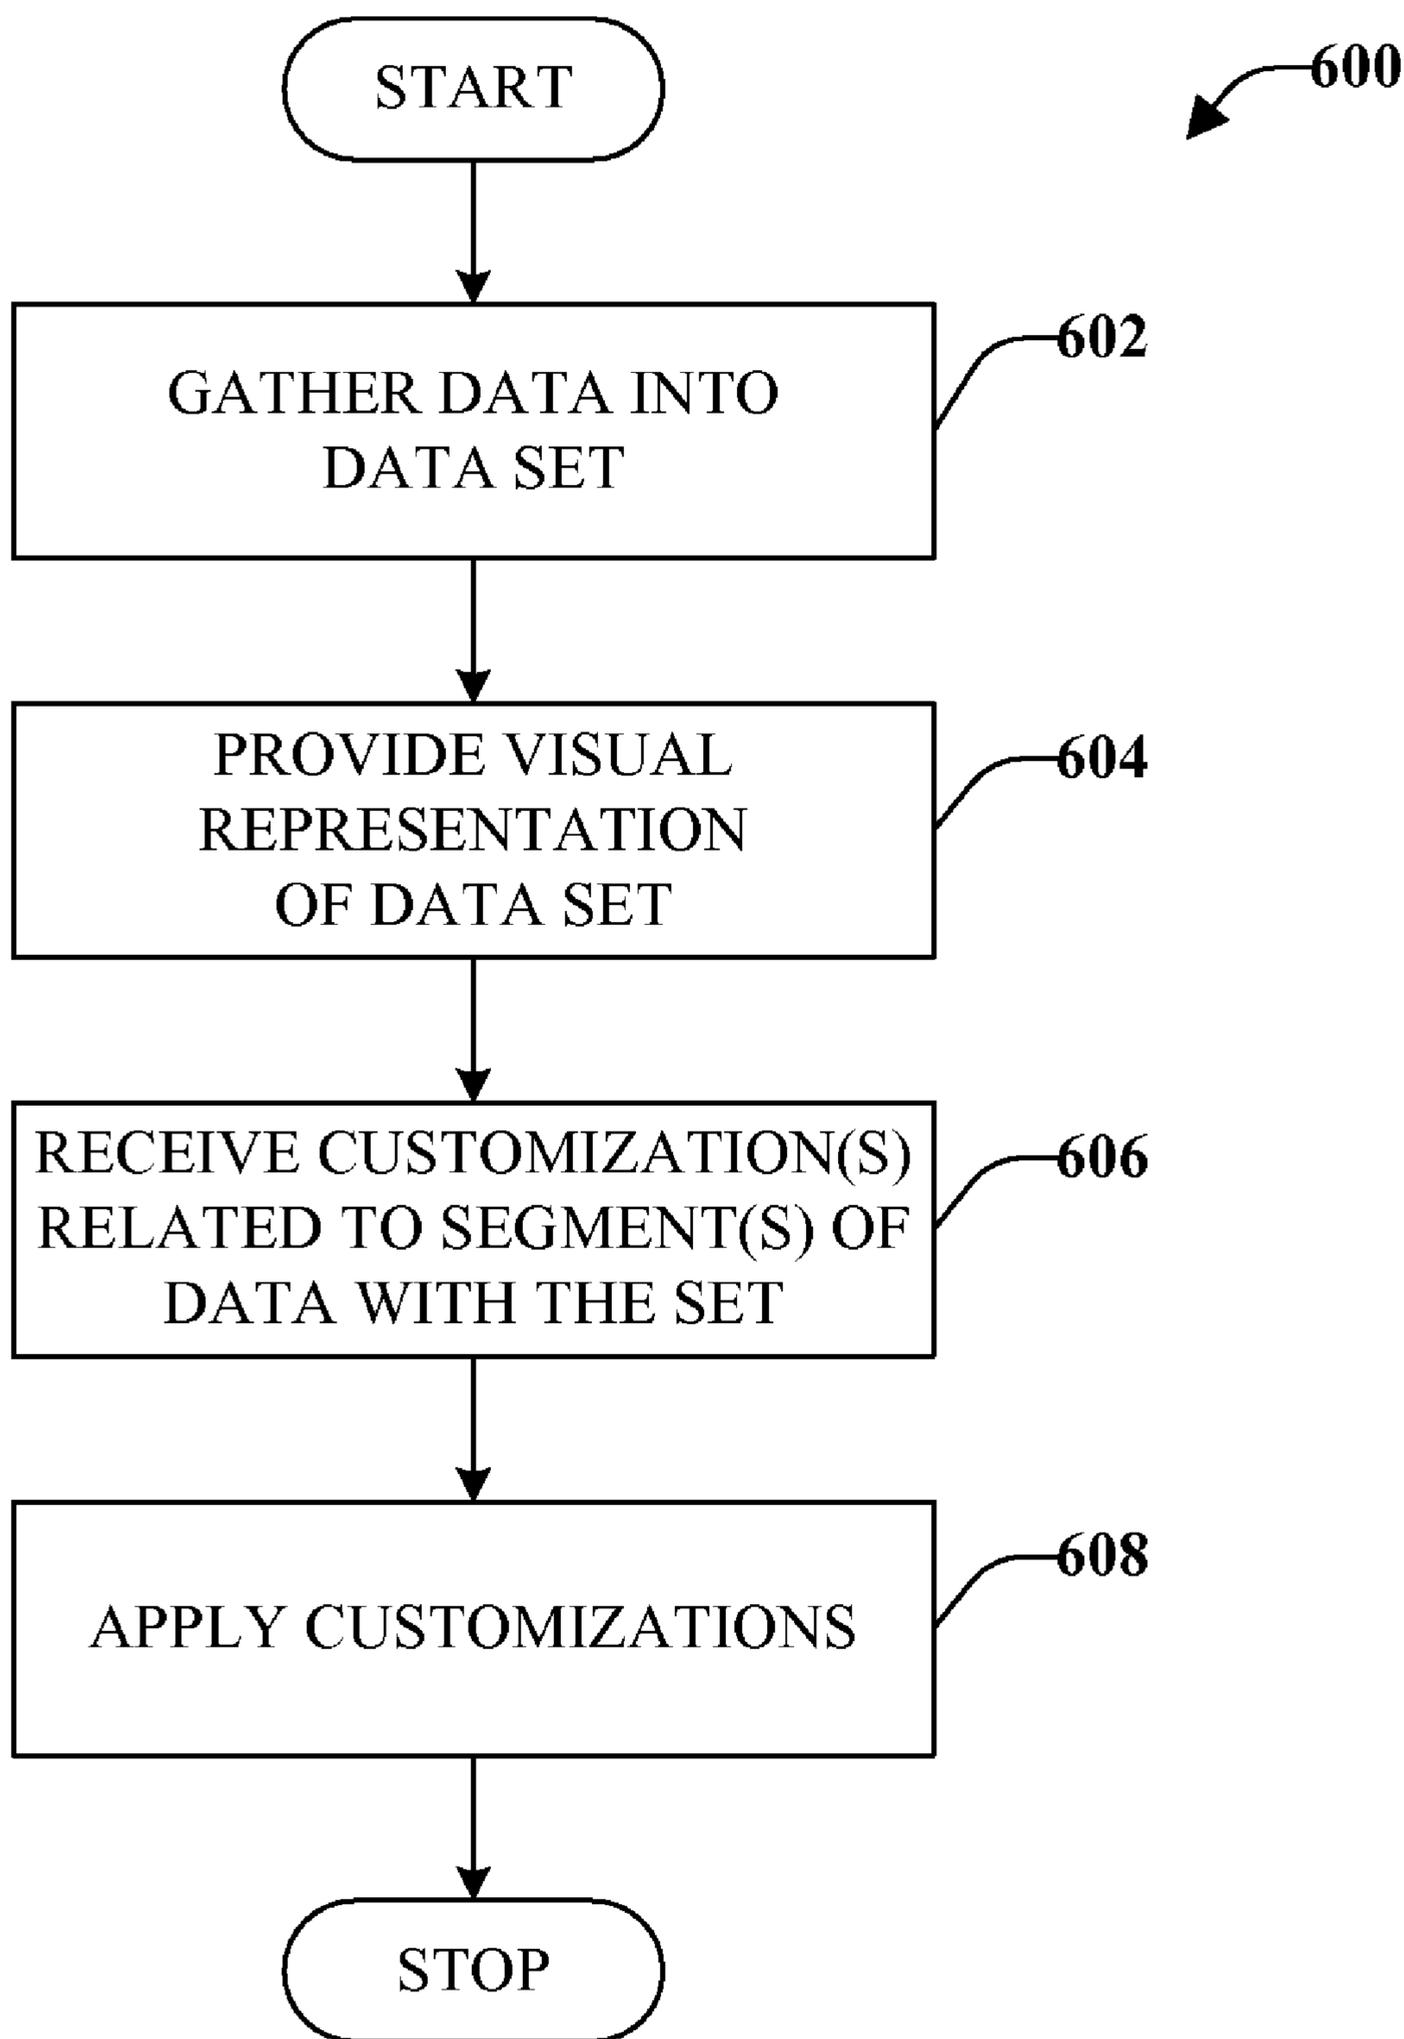 START
600
GATHER DATA INTO
DATA SET
602
PROVIDE VISUAL
REPRESENTATION
OF DATA SET
604
RECEIVE CUSTOMIZATION(S)
RELATED TO SEGMENT(S) OF
DATA WITH THE SET
606
APPLY CUSTOMIZATIONS
608
STOP